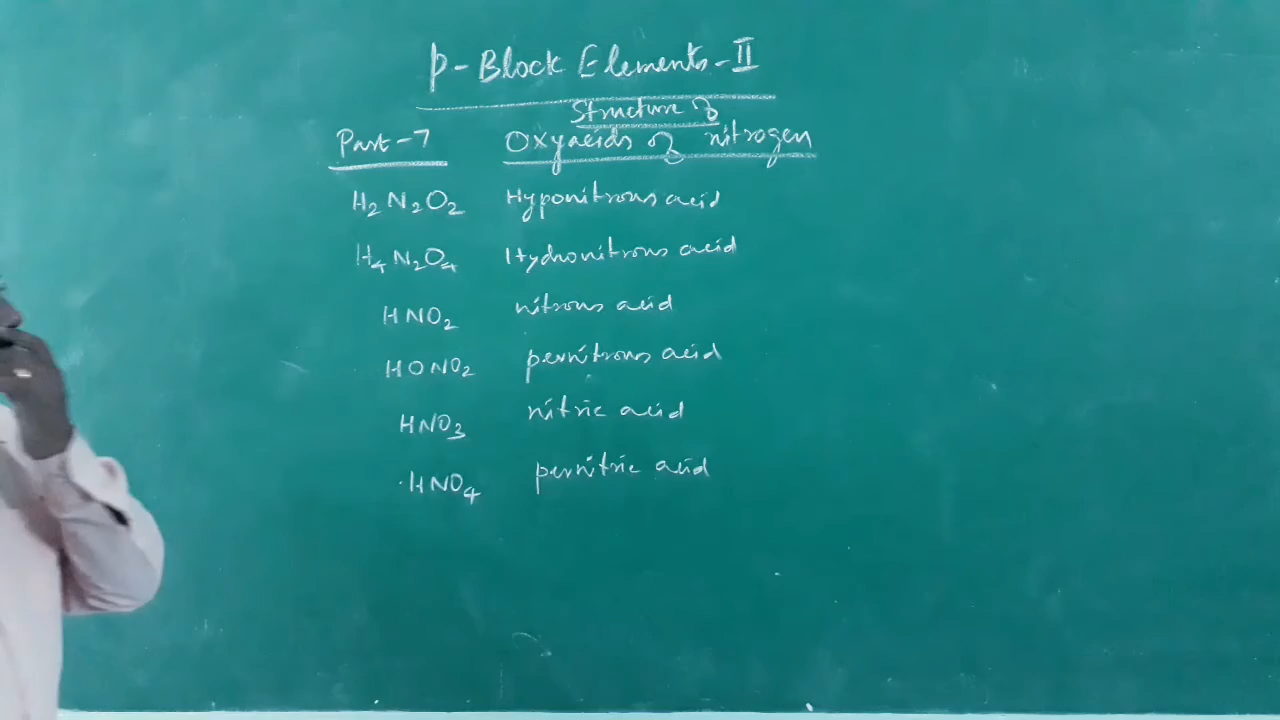 p-Block Elements-II
Structure of
Part-7 Oxyacids of nitrogen
H₂N₂O₂ Hyponitrous acid
H₄N₂O₄ Hydronitrous acid
HNO₂ nitrous acid
HONO₂ pernitrous acid
HNO₃ nitric acid
HNO₄ pernitric acid